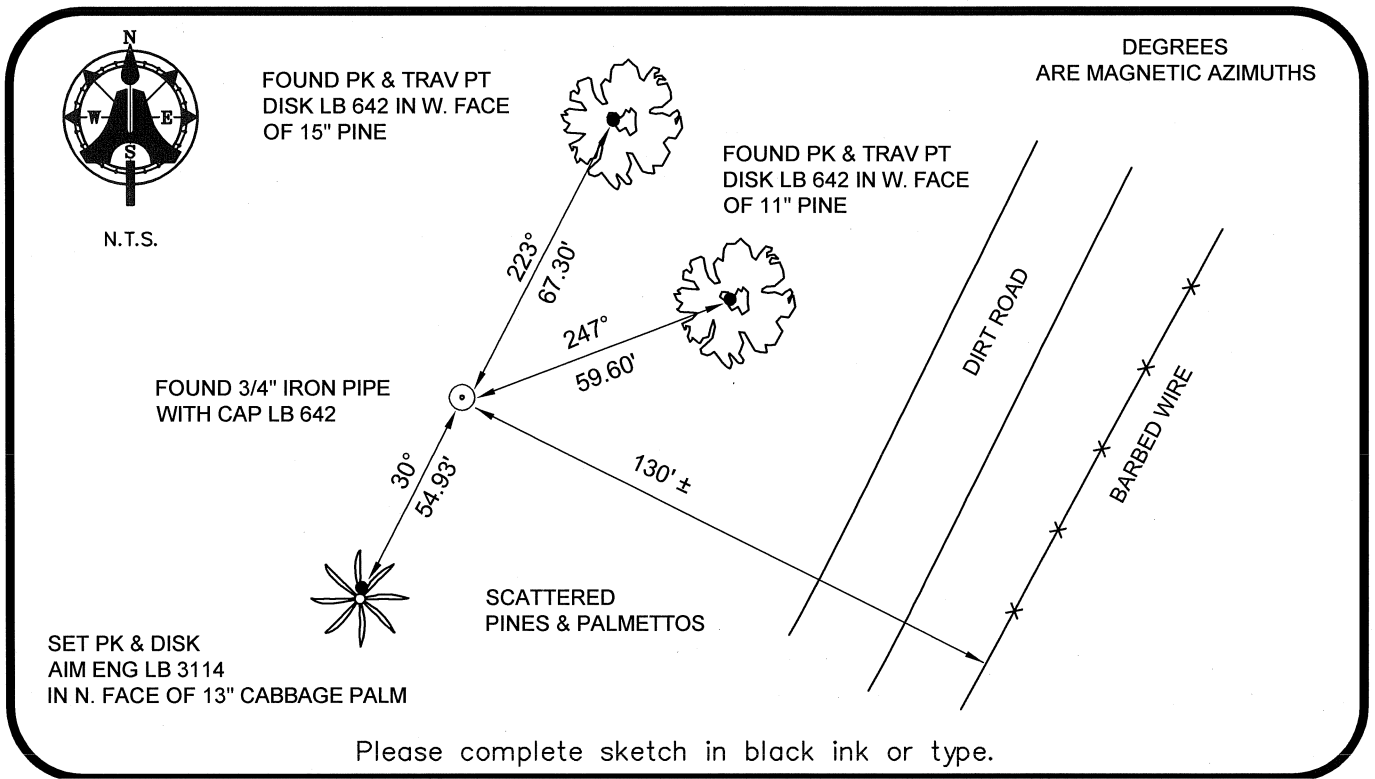 N
W E
S
N.T.S.
FOUND PK & TRAV PT
DISK LB 642 IN W. FACE
OF 15" PINE
DEGREES
ARE MAGNETIC AZIMUTHS
FOUND PK & TRAV PT
DISK LB 642 IN W. FACE
OF 11" PINE
223°
67.30'
247°
59.60'
DIRT ROAD
BARBED WIRE
FOUND 3/4" IRON PIPE
WITH CAP LB 642
30°
54.93'
130' ±
SCATTERED
PINES & PALMETTOS
SET PK & DISK
AIM ENG LB 3114
IN N. FACE OF 13" CABBAGE PALM
Please complete sketch in black ink or type.